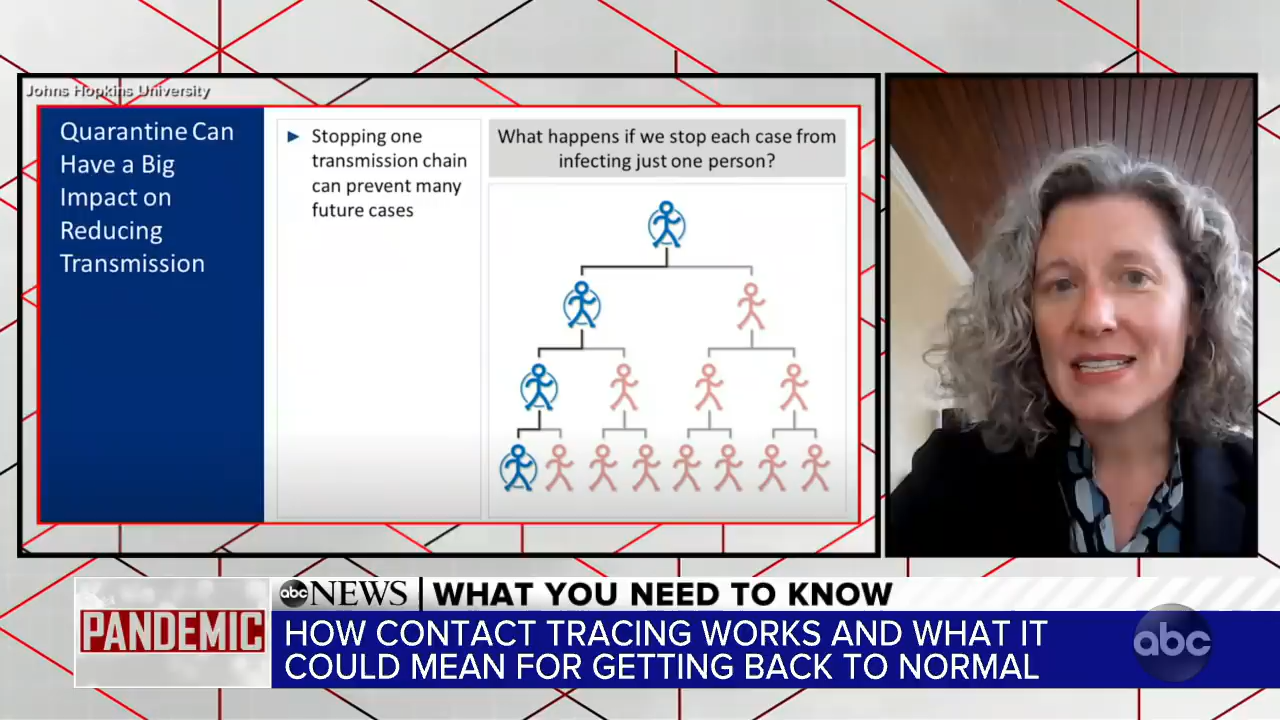 Johns Hopkins University
Quarantine Can
Have a Big
Impact on
Reducing
Transmission
► Stopping one
transmission chain
can prevent many
future cases
What happens if we stop each case from
infecting just one person?
abc NEWS | WHAT YOU NEED TO KNOW
PANDEMIC
HOW CONTACT TRACING WORKS AND WHAT IT
COULD MEAN FOR GETTING BACK TO NORMAL
abc